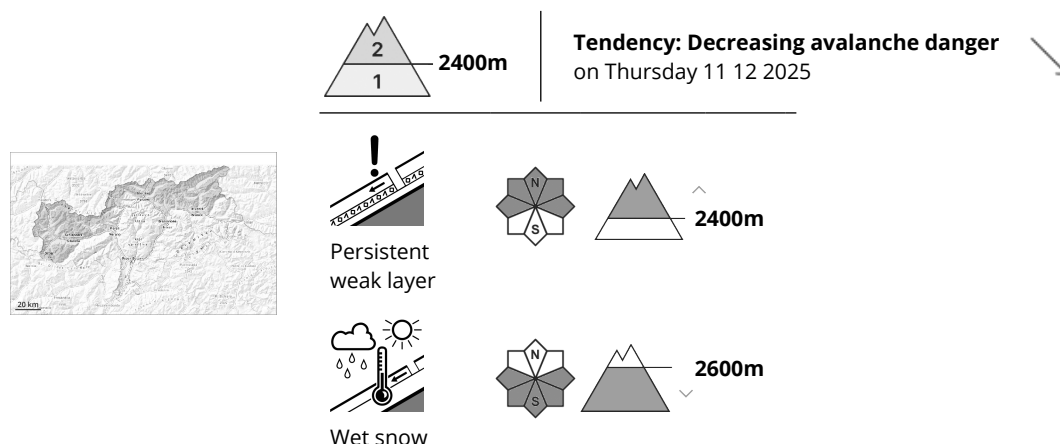 2
1
2400m
Tendency: Decreasing avalanche danger
on Thursday 11 12 2025
20 km
N
S
2400m
Persistent
weak layer
N
S
2600m
Wet snow